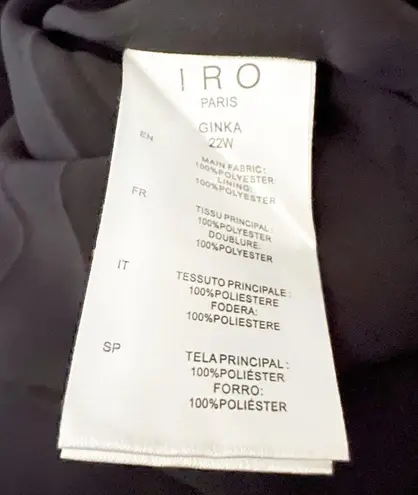 IRO
PARIS
GINKA
22W
EN
MAIN FABRIC:
100%POLYESTER
LINING:
100%POLYESTER
FR
TISSU PRINCIPAL:
100%POLYESTER
DOUBLURE:
100%POLYESTER
IT
TESSUTO PRINCIPALE:
100%POLIESTERE
FODERA:
100%POLIESTERE
SP
TELA PRINCIPAL:
100%POLIÉSTER
FORRO:
100%POLIÉSTER